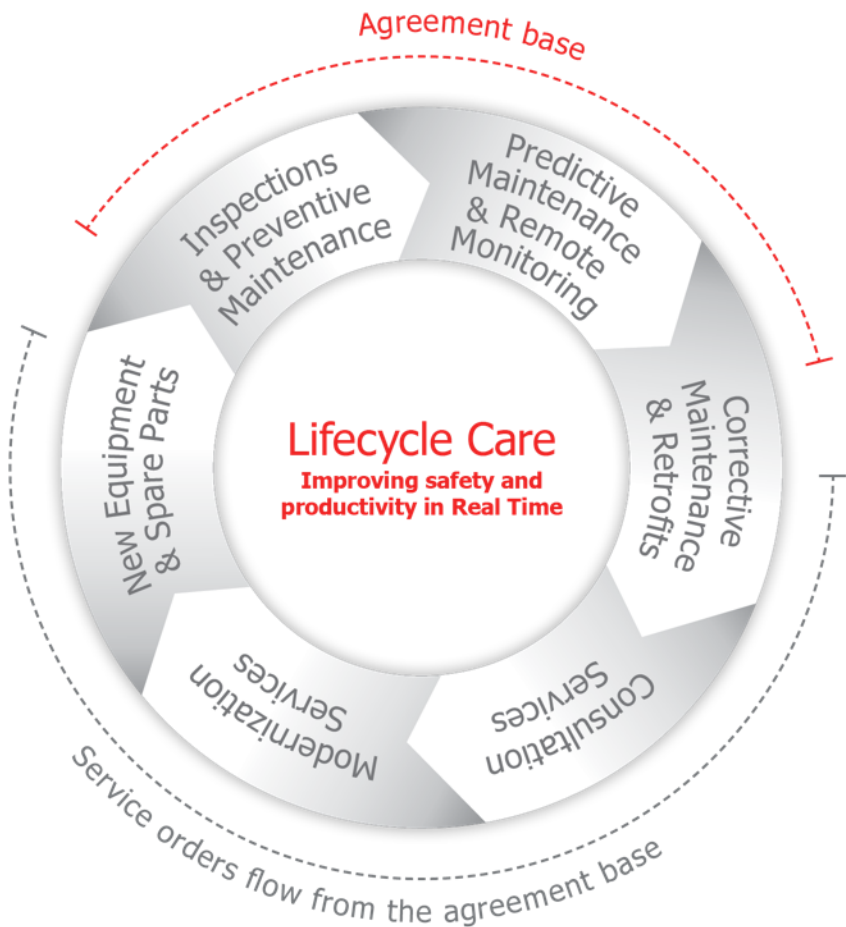 Agreement base
Inspections
& Preventive
Maintenance
Predictive
Maintenance
& Remote
Monitoring
Corrective
Maintenance
& Retrofits
Consultation
Services
Modernization
Services
New Equipment
& Spare Parts
Lifecycle Care
Improving safety and
productivity in Real Time
Service orders flow from the agreement base